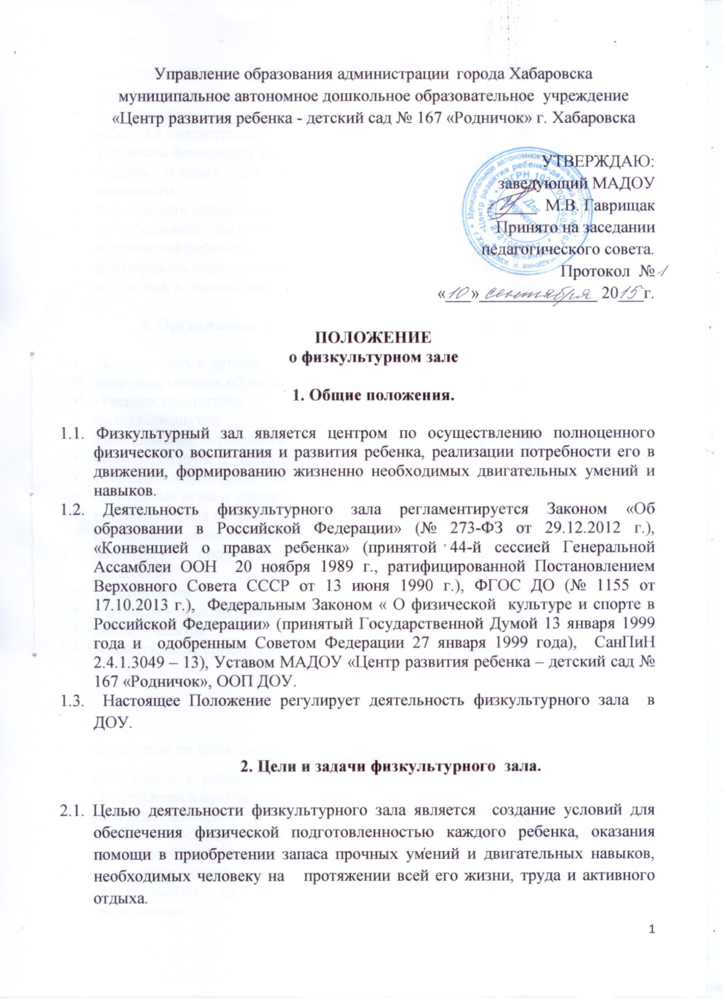 Управление образования администрации города Хабаровска
муниципальное автономное дошкольное образовательное учреждение
«Центр развития ребенка - детский сад № 167 «Родничок» г. Хабаровска
УТВЕРЖДАЮ:
заведующий МАДОУ
М.В. Гаврищак
Принято на заседании
педагогического совета.
Протокол № 1
«10» сентября 2015 г.
ПОЛОЖЕНИЕ
о физкультурном зале
1. Общие положения.
1.1. Физкультурный зал является центром по осуществлению полноценного
физического воспитания и развития ребенка, реализации потребности его в
движении, формированию жизненно необходимых двигательных умений и
навыков.
1.2. Деятельность физкультурного зала регламентируется Законом «Об
образовании в Российской Федерации» (№ 273-ФЗ от 29.12.2012 г.),
«Конвенцией о правах ребенка» (принятой 44-й сессией Генеральной
Ассамблеи ООН 20 ноября 1989 г., ратифицированной Постановлением
Верховного Совета СССР от 13 июня 1990 г.), ФГОС ДО (№ 1155 от
17.10.2013 г.), Федеральным Законом « О физической культуре и спорте в
Российской Федерации» (принятый Государственной Думой 13 января 1999
года и одобренным Советом Федерации 27 января 1999 года), СанПиН
2.4.1.3049 – 13), Уставом МАДОУ «Центр развития ребенка – детский сад №
167 «Родничок», ООП ДОУ.
1.3. Настоящее Положение регулирует деятельность физкультурного зала в
ДОУ.
2. Цели и задачи физкультурного зала.
2.1. Целью деятельности физкультурного зала является создание условий для
обеспечения физической подготовленностью каждого ребенка, оказания
помощи в приобретении запаса прочных умений и двигательных навыков,
необходимых человеку на протяжении всей его жизни, труда и активного
отдыха.
1